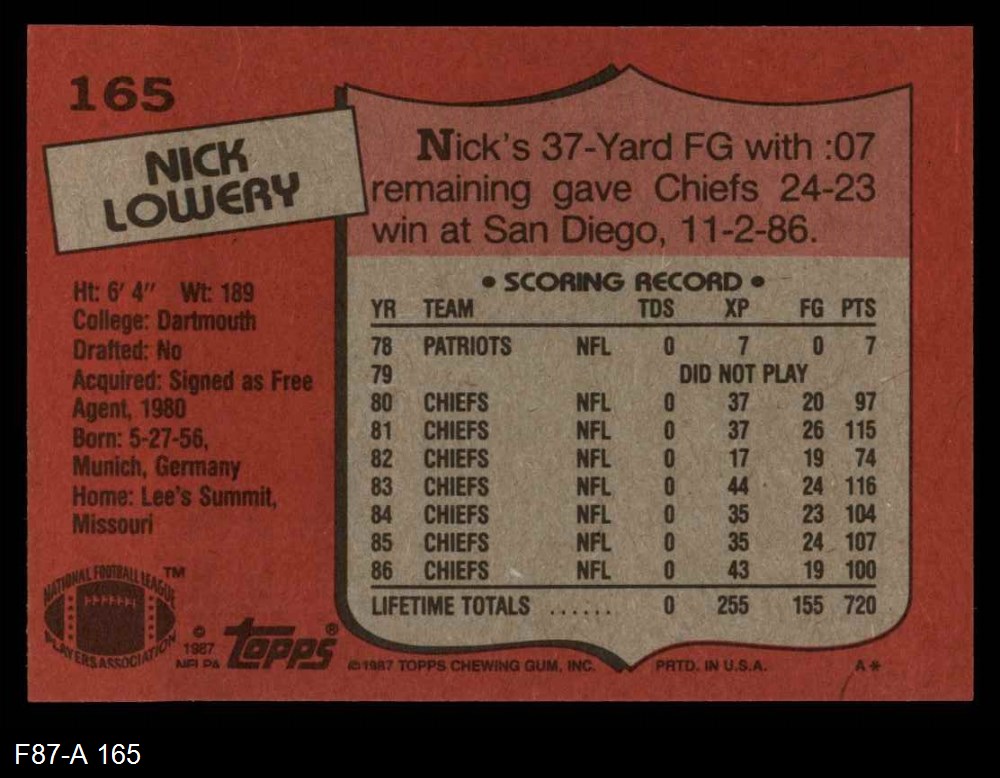 165
NICK
LOWERY
Nick's 37-Yard FG with :07
remaining gave Chiefs 24-23
win at San Diego, 11-2-86.
Ht: 6' 4" Wt: 189
College: Dartmouth
Drafted: No
Acquired: Signed as Free
Agent, 1980
Born: 5-27-56,
Munich, Germany
Home: Lee's Summit,
Missouri
• SCORING RECORD •
YR TEAM TDS XP FG PTS
78 PATRIOTS NFL 0 7 0 7
79 DID NOT PLAY
80 CHIEFS NFL 0 37 20 97
81 CHIEFS NFL 0 37 26 115
82 CHIEFS NFL 0 17 19 74
83 CHIEFS NFL 0 44 24 116
84 CHIEFS NFL 0 35 23 104
85 CHIEFS NFL 0 35 24 107
86 CHIEFS NFL 0 43 19 100
LIFETIME TOTALS ...... 0 255 155 720
NATIONAL FOOTBALL LEAGUE TM
PLAYERS ASSOCIATION
© 1987 NFLPA
topps®
©1987 TOPPS CHEWING GUM, INC. PRTD. IN U.S.A. A*
F87-A 165